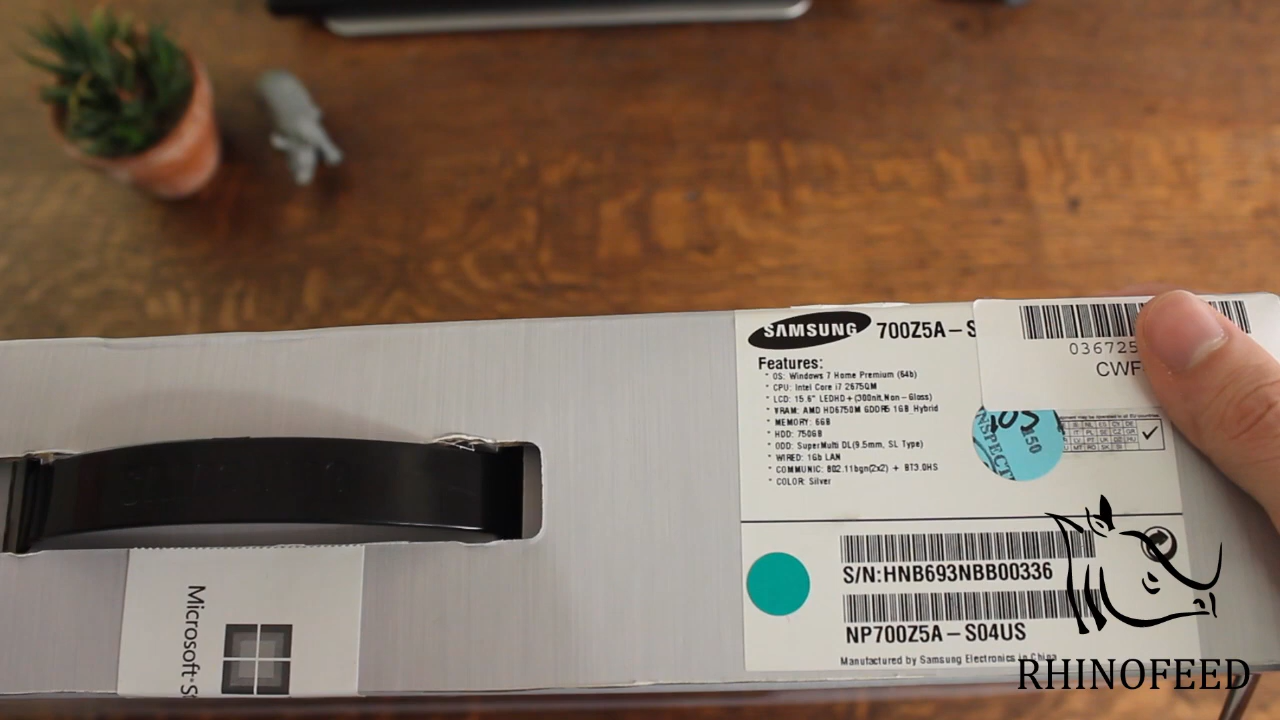 SAMSUNG 700Z5A-S
Features:
* OS: Windows 7 Home Premium (64b)
* CPU: Intel Core i7 2675QM
* LCD: 15.6" LEDHD+(300nit,Non-Gloss)
* VRAM: AMD HD6750M GDDR5 1GB Hybrid
* MEMORY: 6GB
* HDD: 750GB
* ODD: SuperMulti DL(9.5mm, SL Type)
* WIRED: 1Gb LAN
* COMMUNIC: 802.11bgn(2x2) + BT3.0HS
* COLOR: Silver
036725
CWF
INSPECT
150
S/N:HNB693NBB00336
NP700Z5A-S04US
Manufactured by Samsung Electronics in China
Microsoft
RHINOFEED